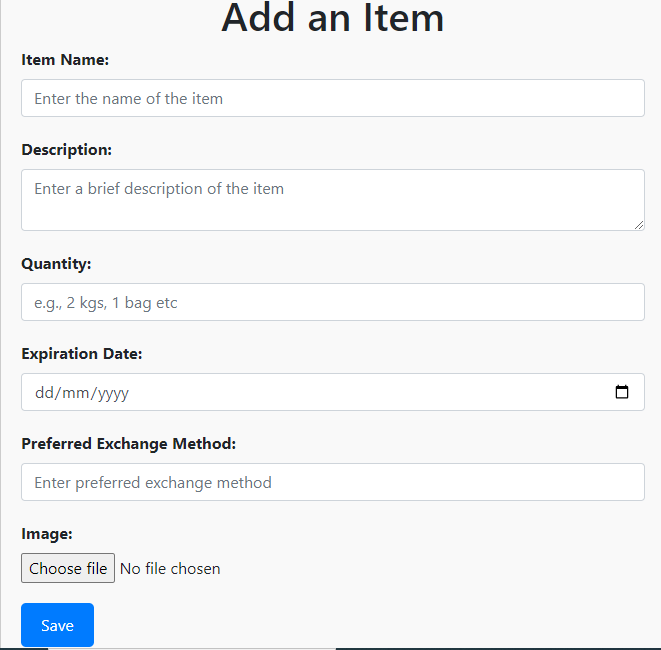 Add an Item
Item Name:
Enter the name of the item
Description:
Enter a brief description of the item
Quantity:
e.g., 2 kgs, 1 bag etc
Expiration Date:
dd/mm/yyyy
Preferred Exchange Method:
Enter preferred exchange method
Image:
Choose file No file chosen
Save